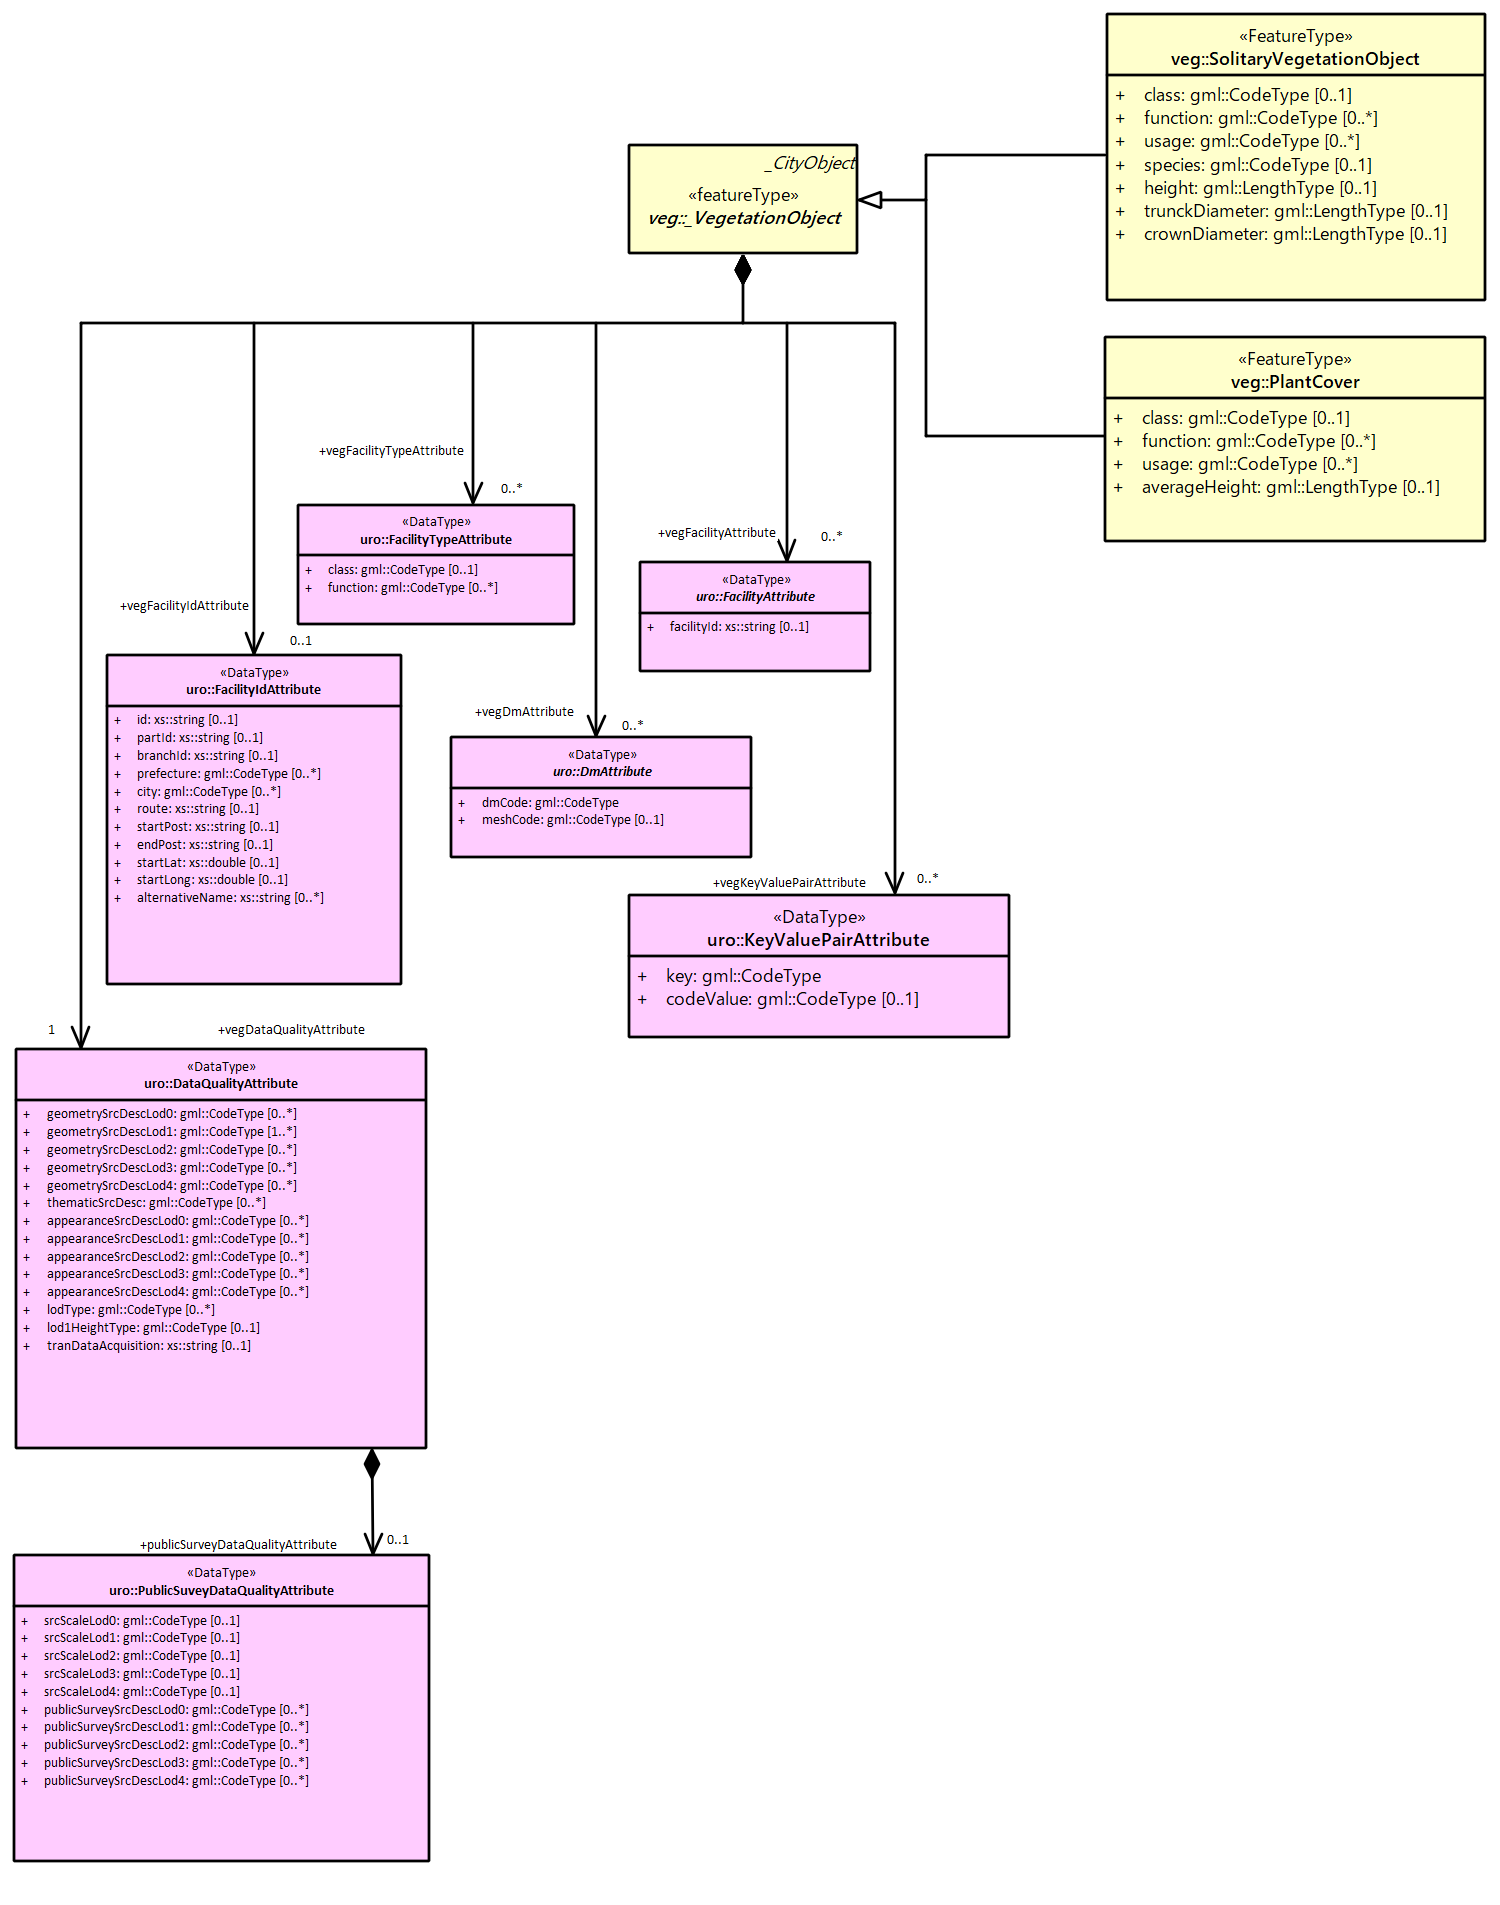 «FeatureType»
veg::SolitaryVegetationObject
+ class: gml::CodeType [0..1]
+ function: gml::CodeType [0..*]
+ usage: gml::CodeType [0..*]
+ species: gml::CodeType [0..1]
+ height: gml::LengthType [0..1]
+ trunckDiameter: gml::LengthType [0..1]
+ crownDiameter: gml::LengthType [0..1]
_CityObject
«featureType»
veg::_VegetationObject
«FeatureType»
veg::PlantCover
+ class: gml::CodeType [0..1]
+ function: gml::CodeType [0..*]
+ usage: gml::CodeType [0..*]
+ averageHeight: gml::LengthType [0..1]
+vegFacilityTypeAttribute
0..*
«DataType»
uro::FacilityTypeAttribute
+ class: gml::CodeType [0..1]
+ function: gml::CodeType [0..*]
+vegFacilityAttribute
0..*
«DataType»
uro::FacilityAttribute
+ facilityId: xs::string [0..1]
+vegFacilityIdAttribute
0..1
«DataType»
uro::FacilityIdAttribute
+ id: xs::string [0..1]
+ partId: xs::string [0..1]
+ branchId: xs::string [0..1]
+ prefecture: gml::CodeType [0..*]
+ city: gml::CodeType [0..*]
+ route: xs::string [0..1]
+ startPost: xs::string [0..1]
+ endPost: xs::string [0..1]
+ startLat: xs::double [0..1]
+ startLong: xs::double [0..1]
+ alternativeName: xs::string [0..*]
+vegDmAttribute
0..*
«DataType»
uro::DmAttribute
+ dmCode: gml::CodeType
+ meshCode: gml::CodeType [0..1]
+vegKeyValuePairAttribute
0..*
«DataType»
uro::KeyValuePairAttribute
+ key: gml::CodeType
+ codeValue: gml::CodeType [0..1]
1
+vegDataQualityAttribute
«DataType»
uro::DataQualityAttribute
+ geometrySrcDescLod0: gml::CodeType [0..*]
+ geometrySrcDescLod1: gml::CodeType [1..*]
+ geometrySrcDescLod2: gml::CodeType [0..*]
+ geometrySrcDescLod3: gml::CodeType [0..*]
+ geometrySrcDescLod4: gml::CodeType [0..*]
+ thematicSrcDesc: gml::CodeType [0..*]
+ appearanceSrcDescLod0: gml::CodeType [0..*]
+ appearanceSrcDescLod1: gml::CodeType [0..*]
+ appearanceSrcDescLod2: gml::CodeType [0..*]
+ appearanceSrcDescLod3: gml::CodeType [0..*]
+ appearanceSrcDescLod4: gml::CodeType [0..*]
+ lodType: gml::CodeType [0..*]
+ lod1HeightType: gml::CodeType [0..1]
+ tranDataAcquisition: xs::string [0..1]
+publicSurveyDataQualityAttribute
0..1
«DataType»
uro::PublicSuveyDataQualityAttribute
+ srcScaleLod0: gml::CodeType [0..1]
+ srcScaleLod1: gml::CodeType [0..1]
+ srcScaleLod2: gml::CodeType [0..1]
+ srcScaleLod3: gml::CodeType [0..1]
+ srcScaleLod4: gml::CodeType [0..1]
+ publicSurveySrcDescLod0: gml::CodeType [0..*]
+ publicSurveySrcDescLod1: gml::CodeType [0..*]
+ publicSurveySrcDescLod2: gml::CodeType [0..*]
+ publicSurveySrcDescLod3: gml::CodeType [0..*]
+ publicSurveySrcDescLod4: gml::CodeType [0..*]